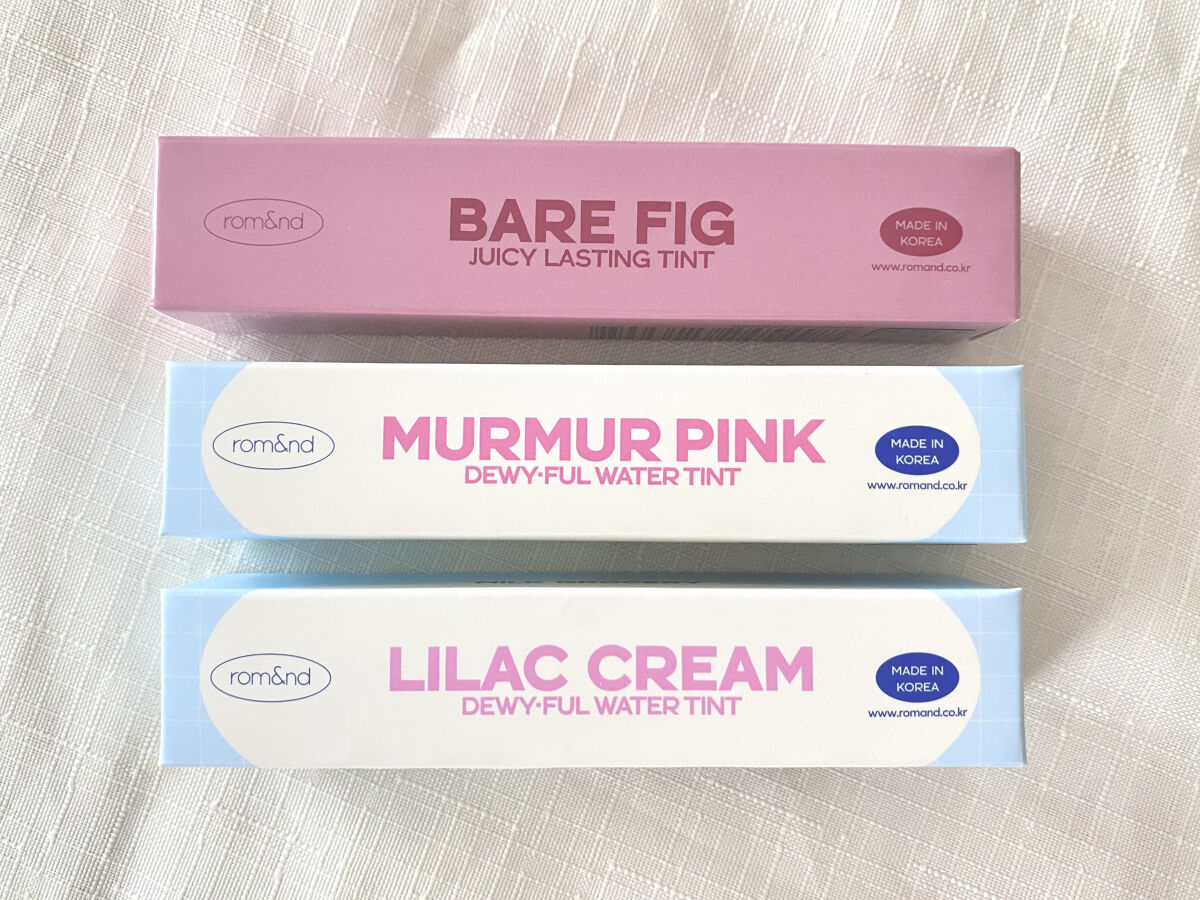 rom&nd
BARE FIG
JUICY LASTING TINT
MADE IN
KOREA
www.romand.co.kr
rom&nd
MURMUR PINK
DEWY·FUL WATER TINT
MADE IN
KOREA
www.romand.co.kr
MILK GROCERY
rom&nd
LILAC CREAM
DEWY·FUL WATER TINT
MADE IN
KOREA
www.romand.co.kr